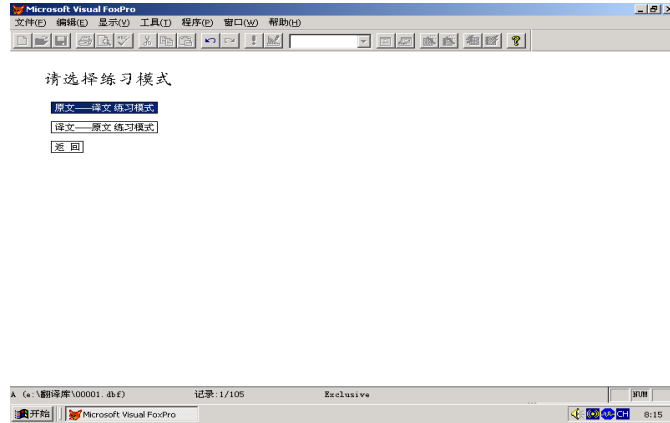 Microsoft Visual FoxPro
文件(F) 编辑(E) 显示(V) 工具(T) 程序(P) 窗口(W) 帮助(H)
请选择练习模式
原文——译文 练习模式
译文——原文 练习模式
返 回
A (e:\翻译库\00001.dbf) 记录:1/105 Exclusive NUM
开始 Microsoft Visual FoxPro CH 8:15